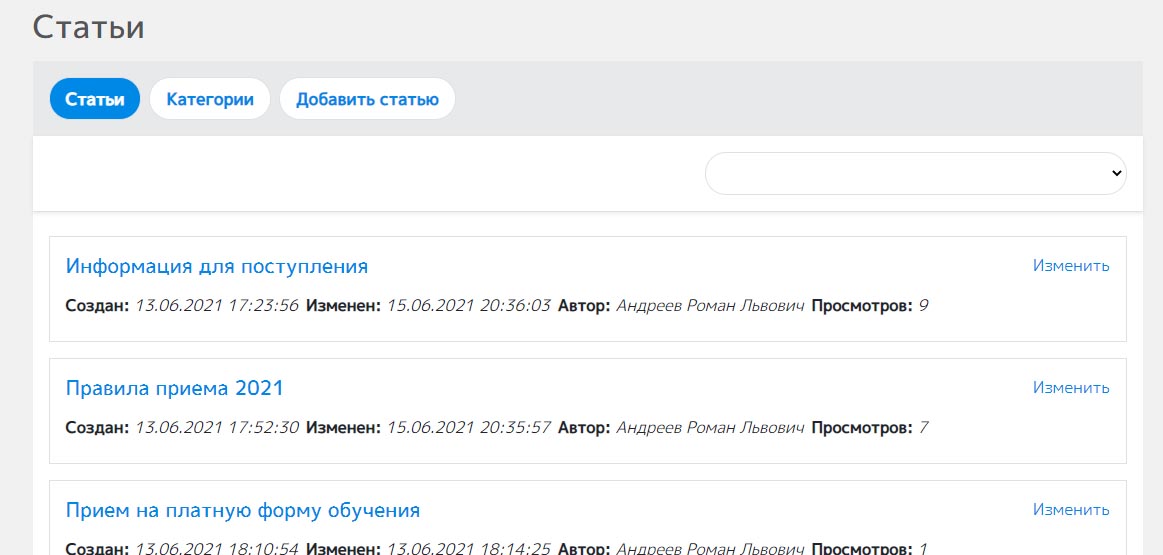 Статьи
Статьи Категории Добавить статью
Информация для поступления Изменить
Создан: 13.06.2021 17:23:56 Изменен: 15.06.2021 20:36:03 Автор: Андреев Роман Львович Просмотров: 9
Правила приема 2021 Изменить
Создан: 13.06.2021 17:52:30 Изменен: 15.06.2021 20:35:57 Автор: Андреев Роман Львович Просмотров: 7
Прием на платную форму обучения Изменить
Создан: 13.06.2021 18:10:54 Изменен: 13.06.2021 18:14:25 Автор: Андреев Роман Львович Просмотров: 1